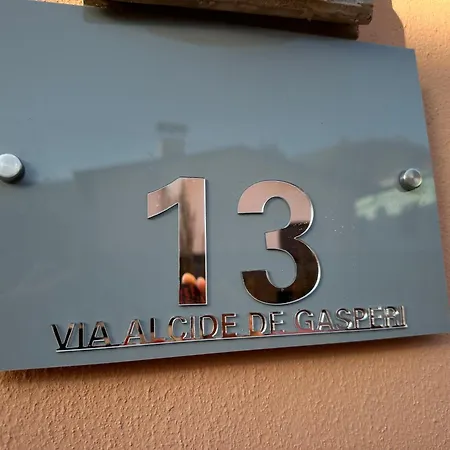 13
VIA ALCIDE DE GASPERI